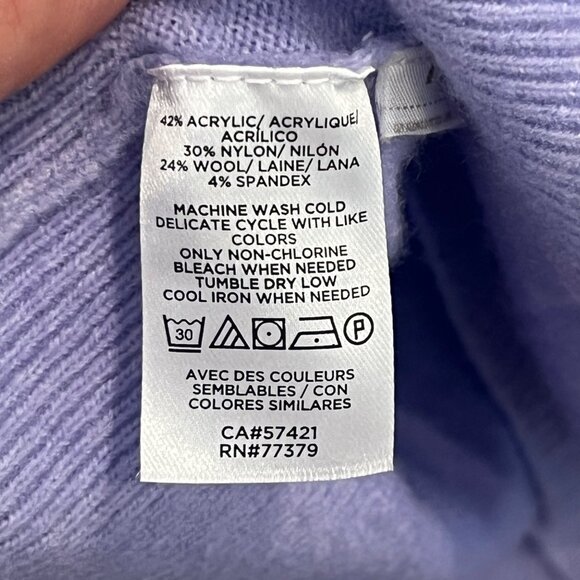 42% ACRYLIC/ ACRYLIQUE/
ACRÍLICO
30% NYLON/ NILÓN
24% WOOL/ LAINE/ LANA
4% SPANDEX
MACHINE WASH COLD
DELICATE CYCLE WITH LIKE
COLORS
ONLY NON-CHLORINE
BLEACH WHEN NEEDED
TUMBLE DRY LOW
COOL IRON WHEN NEEDED
30 P
AVEC DES COULEURS
SEMBLABLES / CON
COLORES SIMILARES
CA#57421
RN#77379